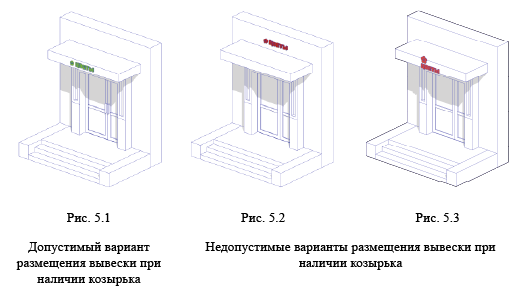 Рис. 5.1
Рис. 5.2
Рис. 5.3
Допустимый вариант
размещения вывески при
наличии козырька
Недопустимые варианты размещения вывески при
наличии козырька